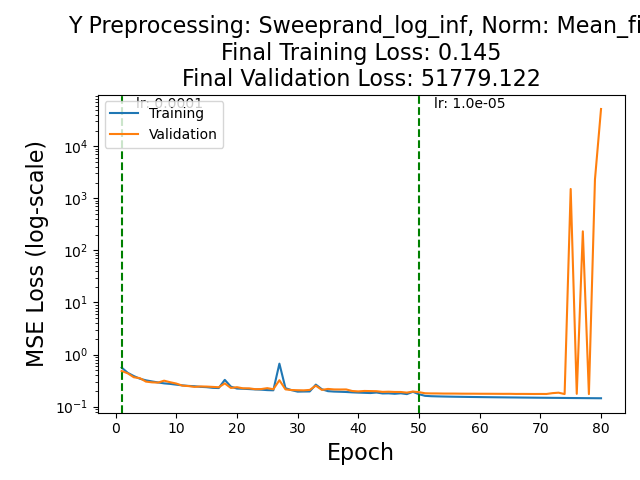 Y Preprocessing: Sweeprand_log_inf, Norm: Mean_fi
Final Training Loss: 0.145
Final Validation Loss: 51779.122
lr: 0.0001
lr: 1.0e-05
Training
Validation
MSE Loss (log-scale)
10⁴
10³
10²
10¹
10⁰
10⁻¹
0 10 20 30 40 50 60 70 80
Epoch